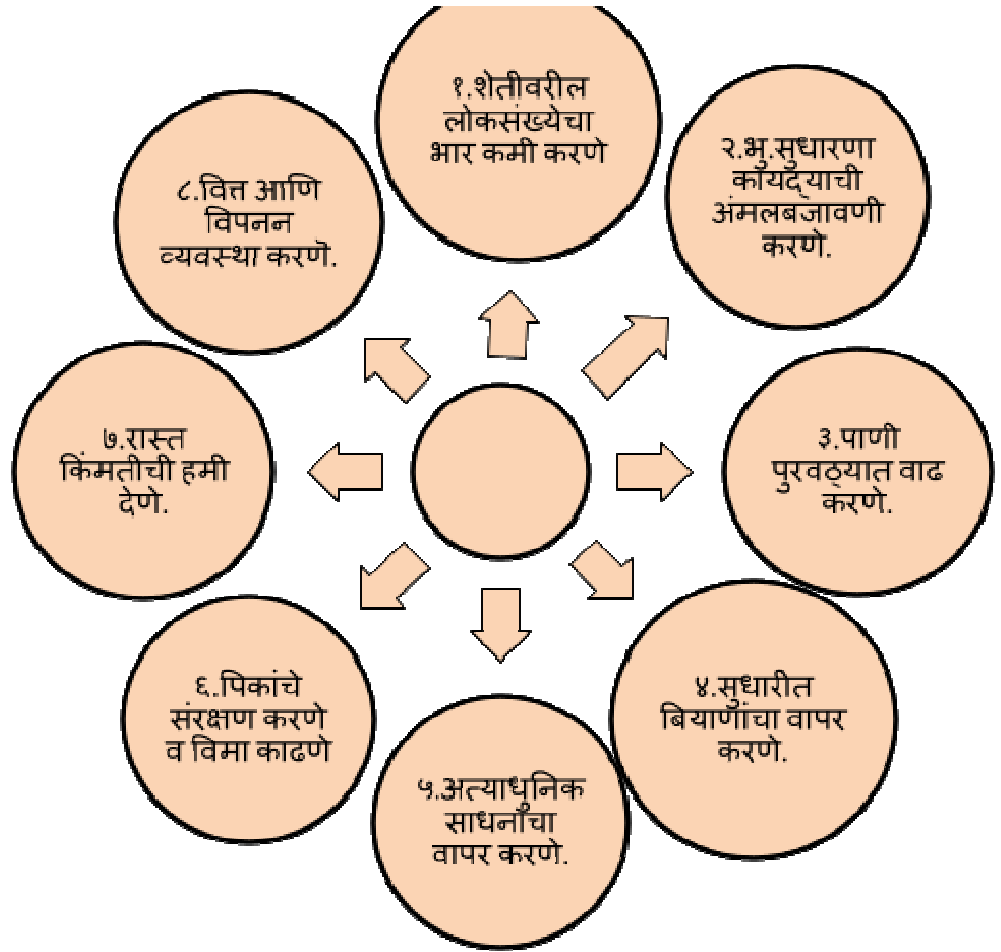 १.शेतीवरील
लोकसंख्येचा
भार कमी करणे
२.भु.सुधारणा
कायद्याची
अंमलबजावणी
करणे.
३.पाणी
पुरवठ्यात वाढ
करणे.
४.सुधारीत
बियाणांचा वापर
करणे.
५.अत्याधुनिक
साधनांचा
वापर करणे.
६.पिकांचे
संरक्षण करणे
व विमा काढणे
७.रास्त
किंमतीची हमी
देणे.
८.वित्त आणि
विपनन
व्यवस्था करणे.